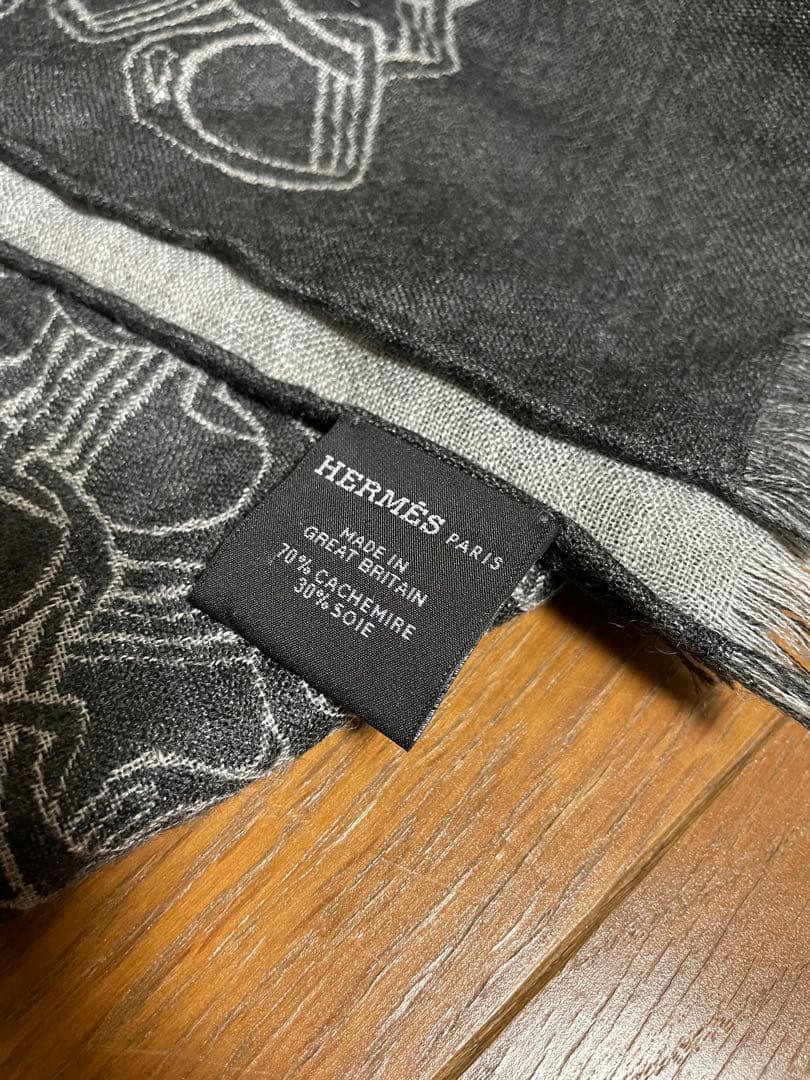 HERMÈS PARIS
MADE IN
GREAT BRITAIN
70% CACHEMIRE
30% SOIE